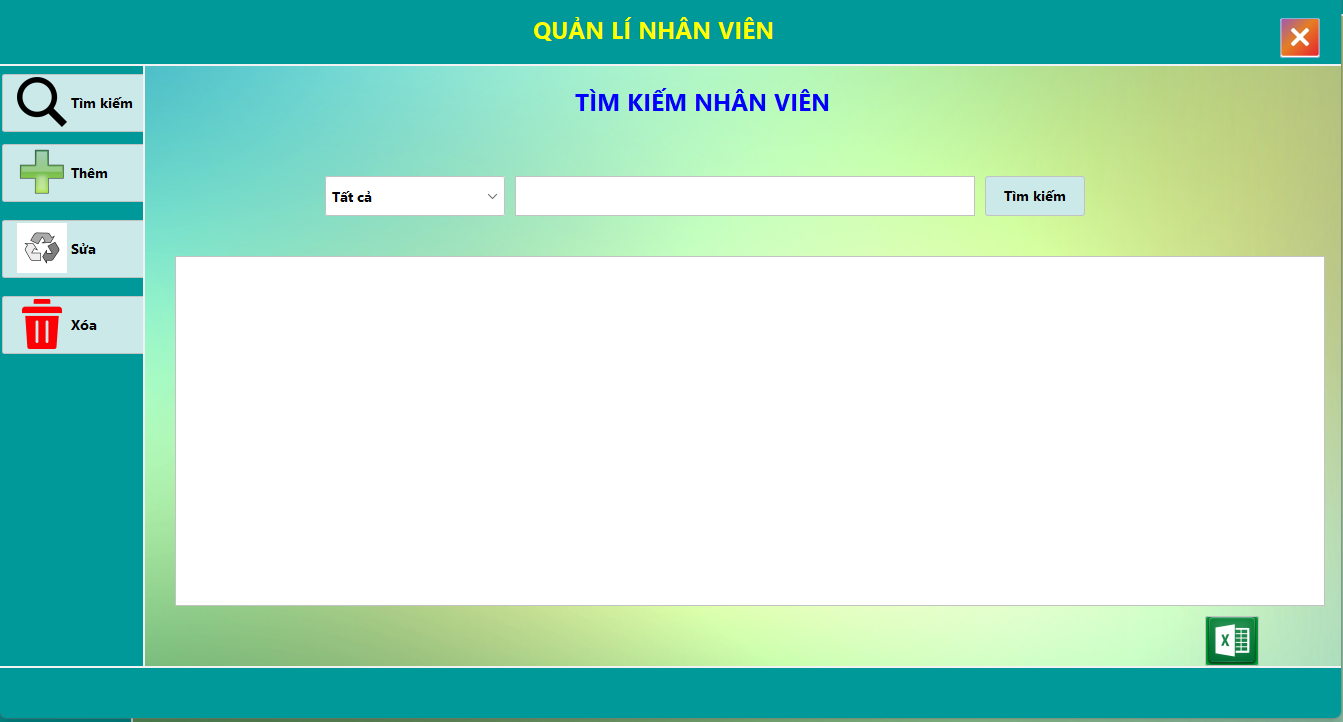 QUẢN LÍ NHÂN VIÊN
Tìm kiếm
Thêm
Sửa
Xóa
TÌM KIẾM NHÂN VIÊN
Tất cả
Tìm kiếm
X